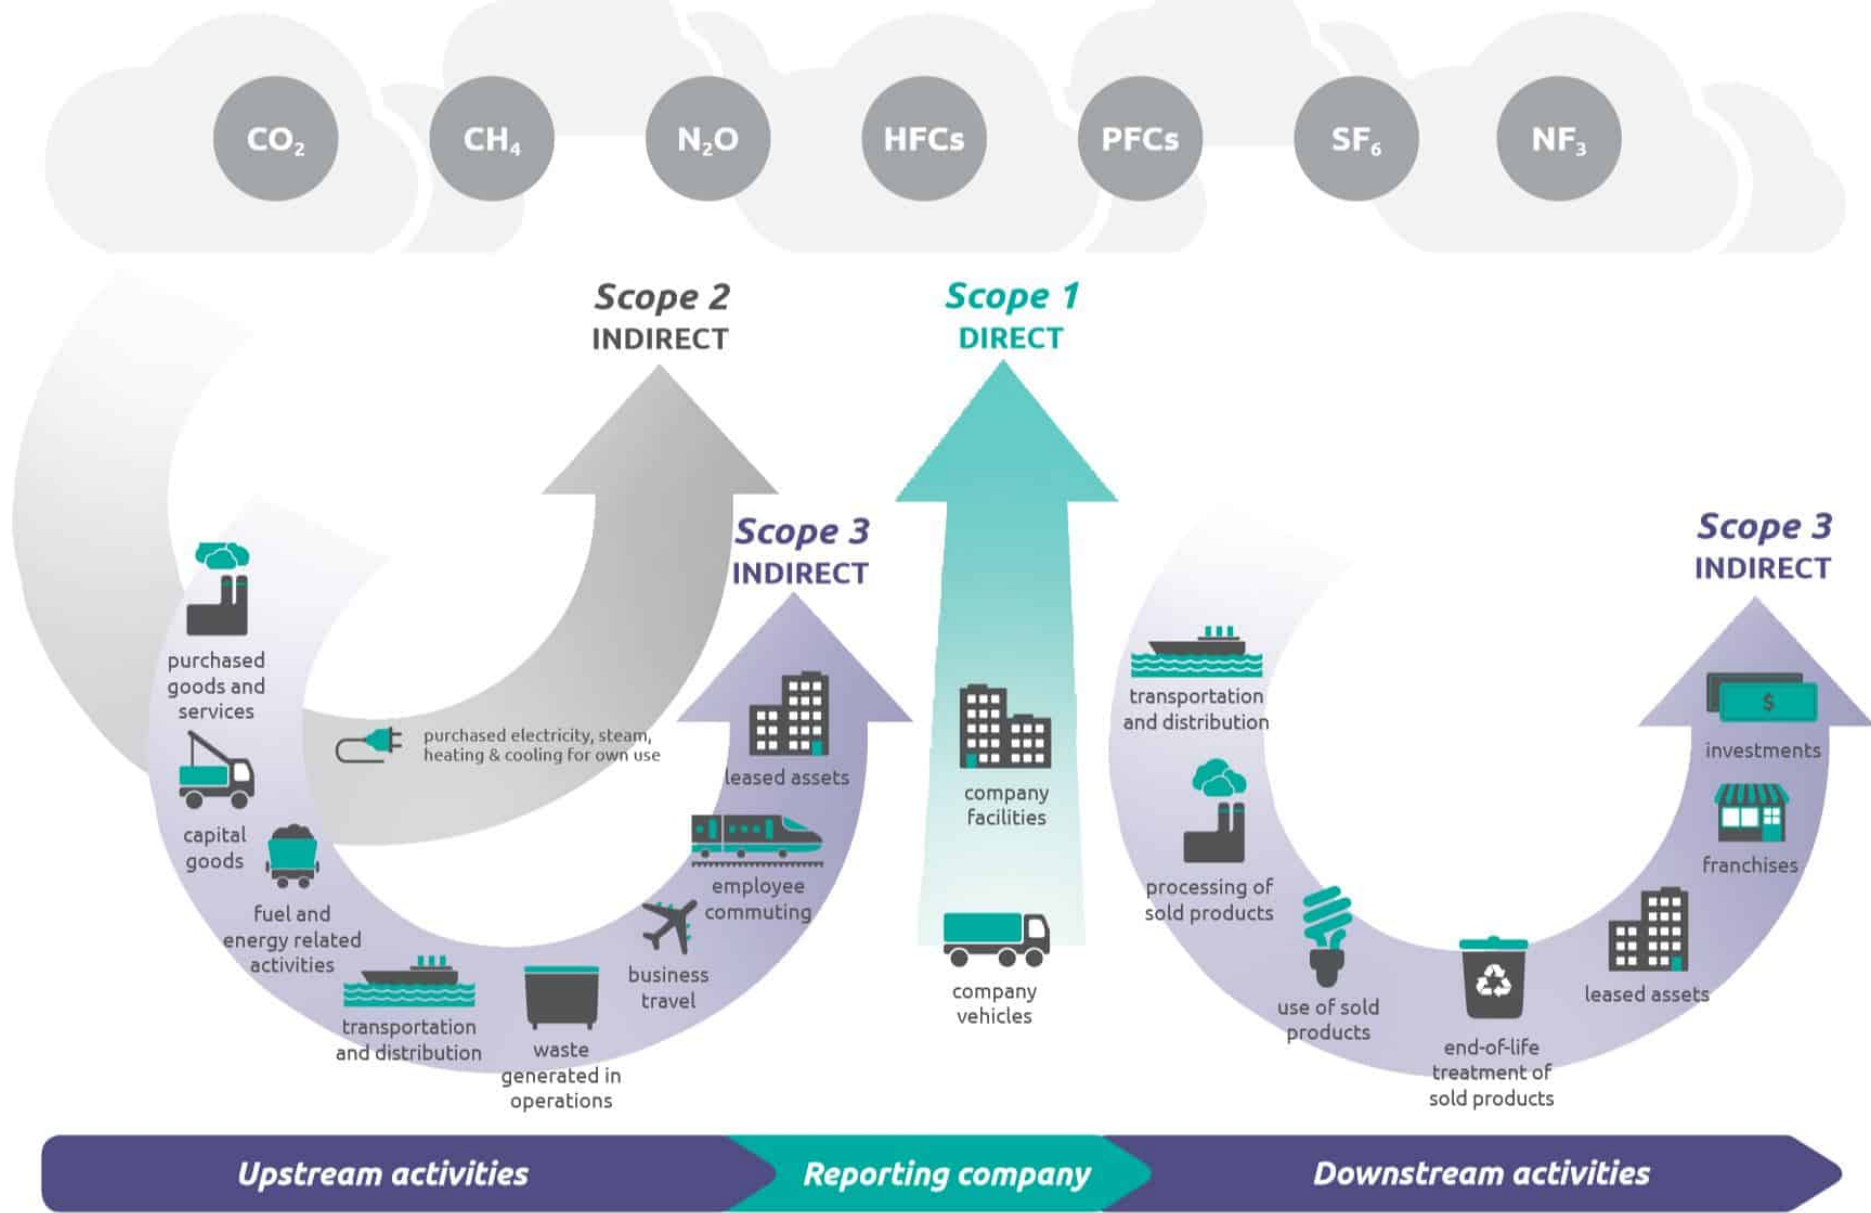 CO₂
CH₄
N₂O
HFCs
PFCs
SF₆
NF₃
Scope 2
INDIRECT
Scope 1
DIRECT
Scope 3
INDIRECT
Scope 3
INDIRECT
purchased
goods and
services
capital
goods
fuel and
energy related
activities
transportation
and distribution
waste
generated in
operations
business
travel
employee
commuting
leased assets
purchased electricity, steam,
heating & cooling for own use
company
facilities
company
vehicles
transportation
and distribution
processing of
sold products
use of sold
products
end-of-life
treatment of
sold products
leased assets
franchises
investments
$
Upstream activities
Reporting company
Downstream activities